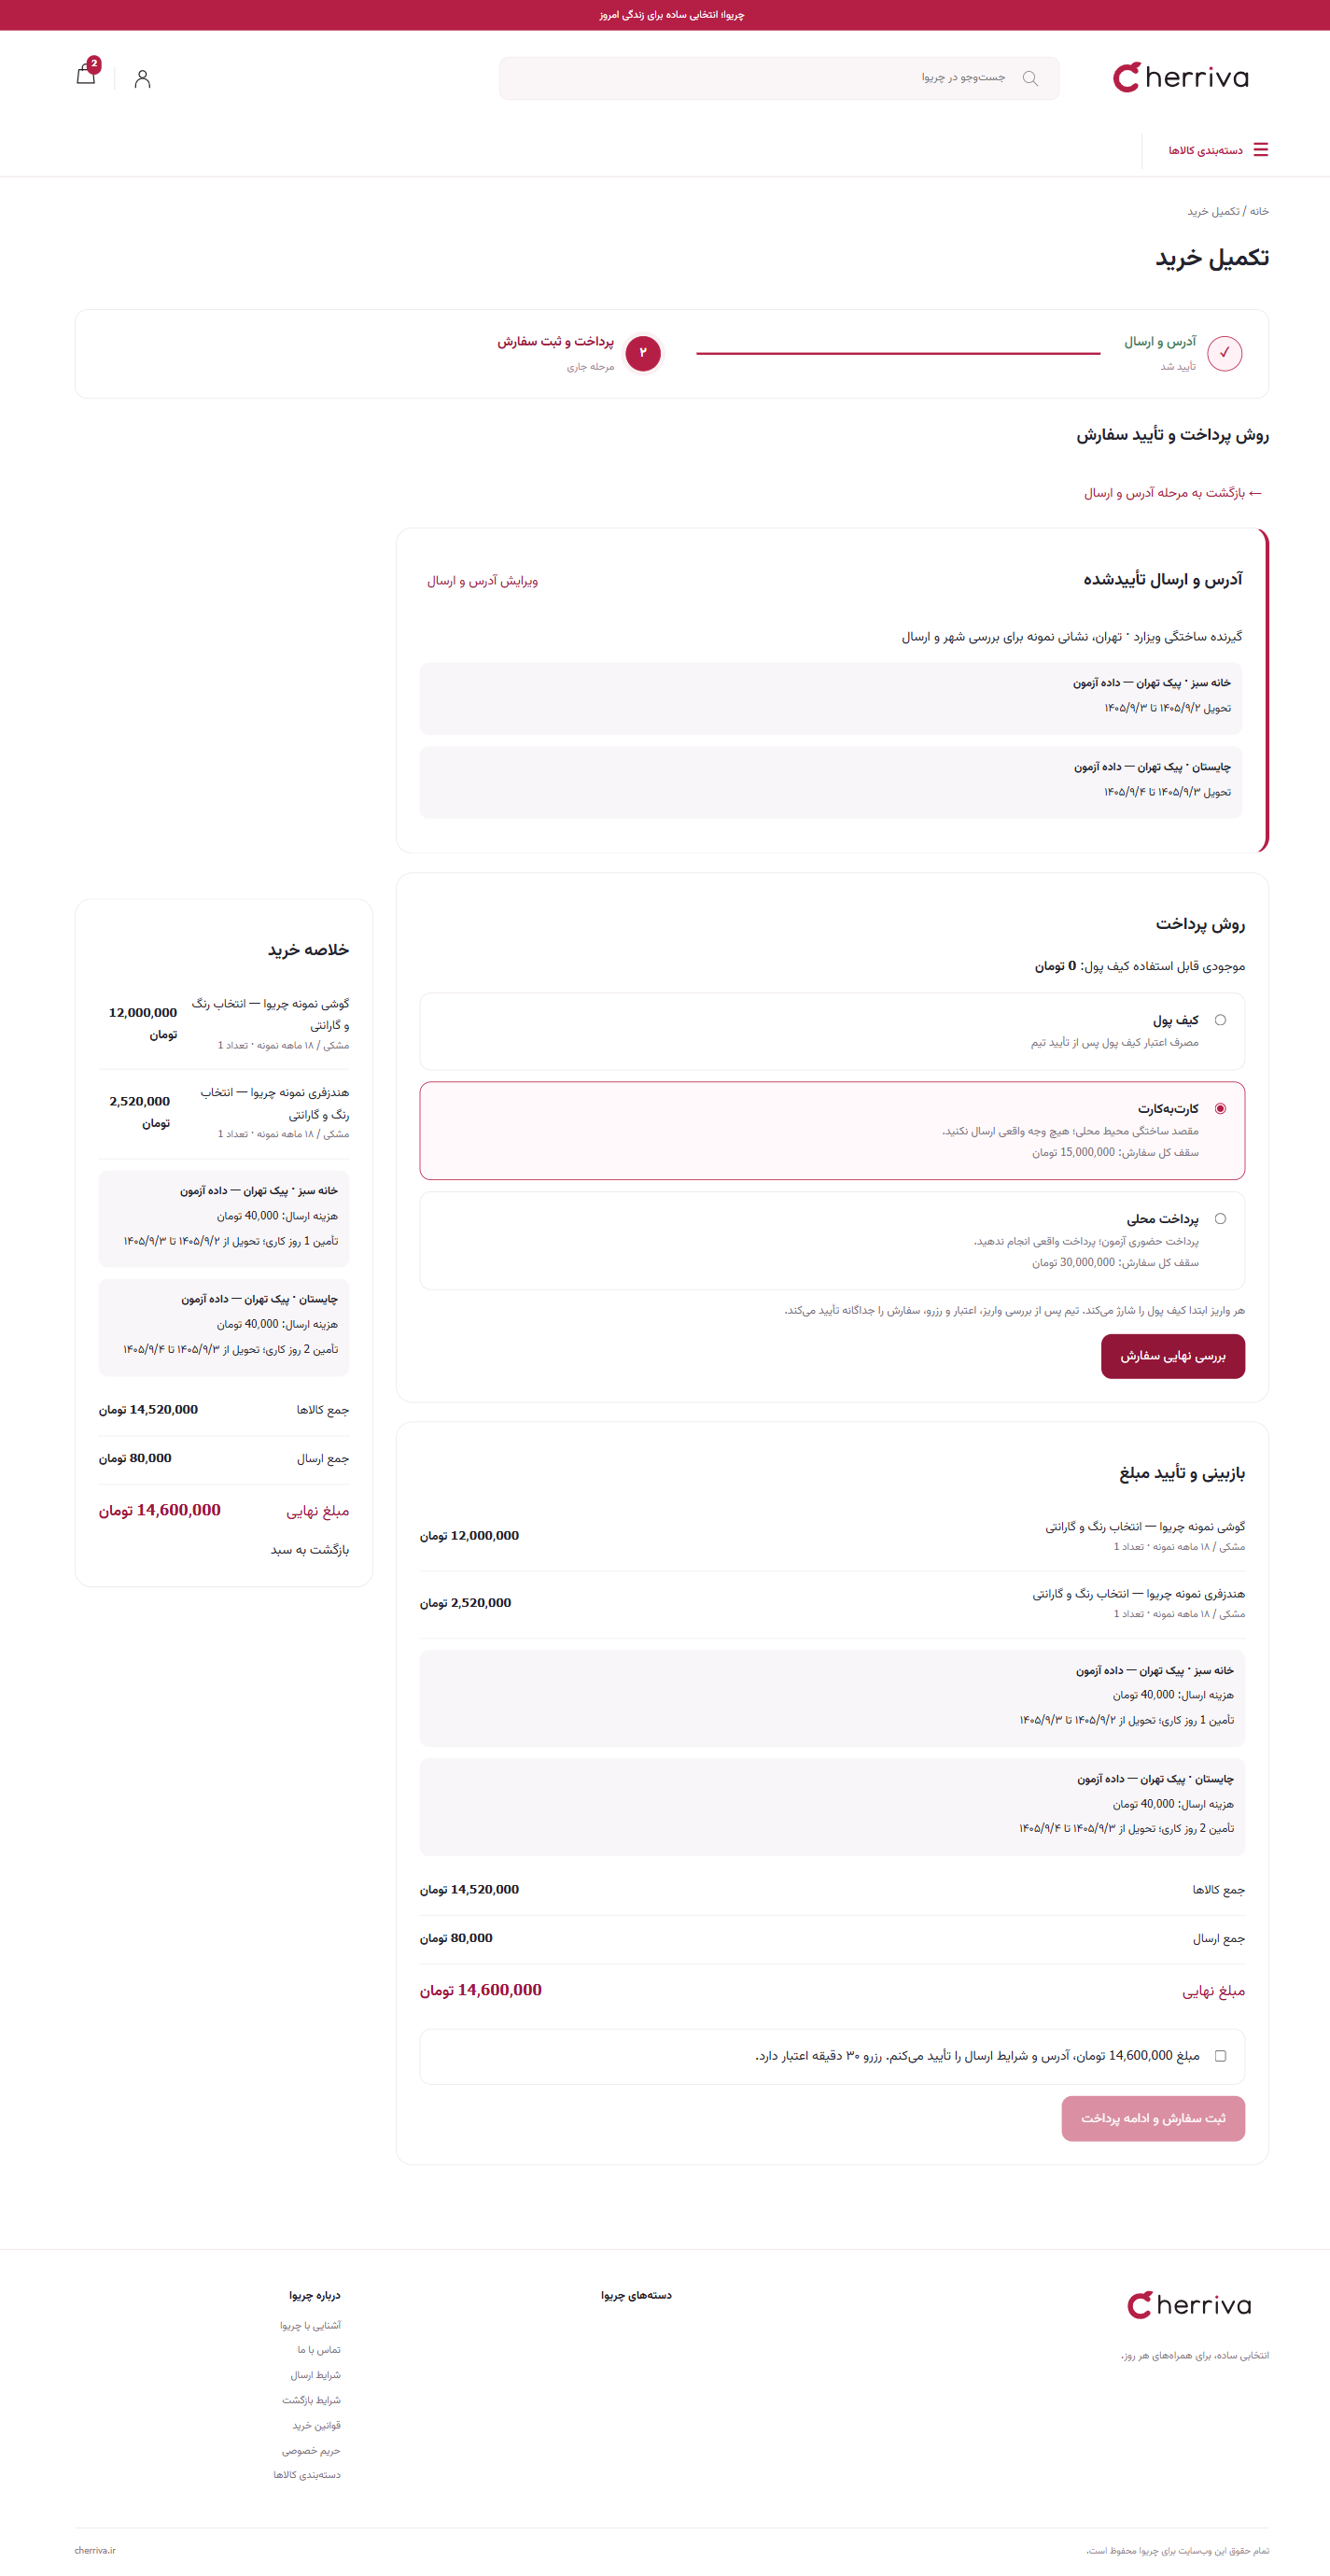 چریوا؛ انتخابی ساده برای زندگی امروز
Cherriva
جست‌وجو در چریوا
2
دسته‌بندی کالاها
خانه / تکمیل خرید
تکمیل خرید
✓
آدرس و ارسال
تأیید شد
۲
پرداخت و ثبت سفارش
مرحله جاری
روش پرداخت و تأیید سفارش
← بازگشت به مرحله آدرس و ارسال
آدرس و ارسال تأییدشده
ویرایش آدرس و ارسال
گیرنده ساختگی ویزارد · تهران، نشانی نمونه برای بررسی شهر و ارسال
خانه سبز · پیک تهران — داده آزمون
تحویل ۱۴۰۵/۹/۲ تا ۱۴۰۵/۹/۳
چایستان · پیک تهران — داده آزمون
تحویل ۱۴۰۵/۹/۳ تا ۱۴۰۵/۹/۴
روش پرداخت
موجودی قابل استفاده کیف پول: 0 تومان
کیف پول
مصرف اعتبار کیف پول پس از تأیید تیم
کارت‌به‌کارت
مقصد ساختگی محیط محلی؛ هیچ وجه واقعی ارسال نکنید.
سقف کل سفارش: 15,000,000 تومان
پرداخت محلی
پرداخت حضوری آزمون؛ پرداخت واقعی انجام ندهید.
سقف کل سفارش: 30,000,000 تومان
هر واریز ابتدا کیف پول را شارژ می‌کند. تیم پس از بررسی واریز، اعتبار و رزرو، سفارش را جداگانه تأیید می‌کند.
بررسی نهایی سفارش
بازبینی و تأیید مبلغ
گوشی نمونه چریوا — انتخاب رنگ و گارانتی
مشکی / ۱۸ ماهه نمونه · تعداد 1
12,000,000 تومان
هندزفری نمونه چریوا — انتخاب رنگ و گارانتی
مشکی / ۱۸ ماهه نمونه · تعداد 1
2,520,000 تومان
خانه سبز · پیک تهران — داده آزمون
هزینه ارسال: 40,000 تومان
تأمین 1 روز کاری؛ تحویل از ۱۴۰۵/۹/۲ تا ۱۴۰۵/۹/۳
چایستان · پیک تهران — داده آزمون
هزینه ارسال: 40,000 تومان
تأمین 2 روز کاری؛ تحویل از ۱۴۰۵/۹/۳ تا ۱۴۰۵/۹/۴
جمع کالاها
14,520,000 تومان
جمع ارسال
80,000 تومان
مبلغ نهایی
14,600,000 تومان
مبلغ 14,600,000 تومان، آدرس و شرایط ارسال را تأیید می‌کنم. رزرو ۳۰ دقیقه اعتبار دارد.
ثبت سفارش و ادامه پرداخت
خلاصه خرید
گوشی نمونه چریوا — انتخاب رنگ
و گارانتی
مشکی / ۱۸ ماهه نمونه · تعداد 1
12,000,000
تومان
هندزفری نمونه چریوا — انتخاب
رنگ و گارانتی
مشکی / ۱۸ ماهه نمونه · تعداد 1
2,520,000
تومان
خانه سبز · پیک تهران — داده آزمون
هزینه ارسال: 40,000 تومان
تأمین 1 روز کاری؛ تحویل از ۱۴۰۵/۹/۲ تا ۱۴۰۵/۹/۳
چایستان · پیک تهران — داده آزمون
هزینه ارسال: 40,000 تومان
تأمین 2 روز کاری؛ تحویل از ۱۴۰۵/۹/۳ تا ۱۴۰۵/۹/۴
جمع کالاها
14,520,000 تومان
جمع ارسال
80,000 تومان
مبلغ نهایی
14,600,000 تومان
بازگشت به سبد
Cherriva
انتخابی ساده، برای همراه‌های هر روز.
دسته‌های چریوا
درباره چریوا
آشنایی با چریوا
تماس با ما
شرایط ارسال
شرایط بازگشت
قوانین خرید
حریم خصوصی
دسته‌بندی کالاها
تمام حقوق این وب‌سایت برای چریوا محفوظ است.
cherriva.ir